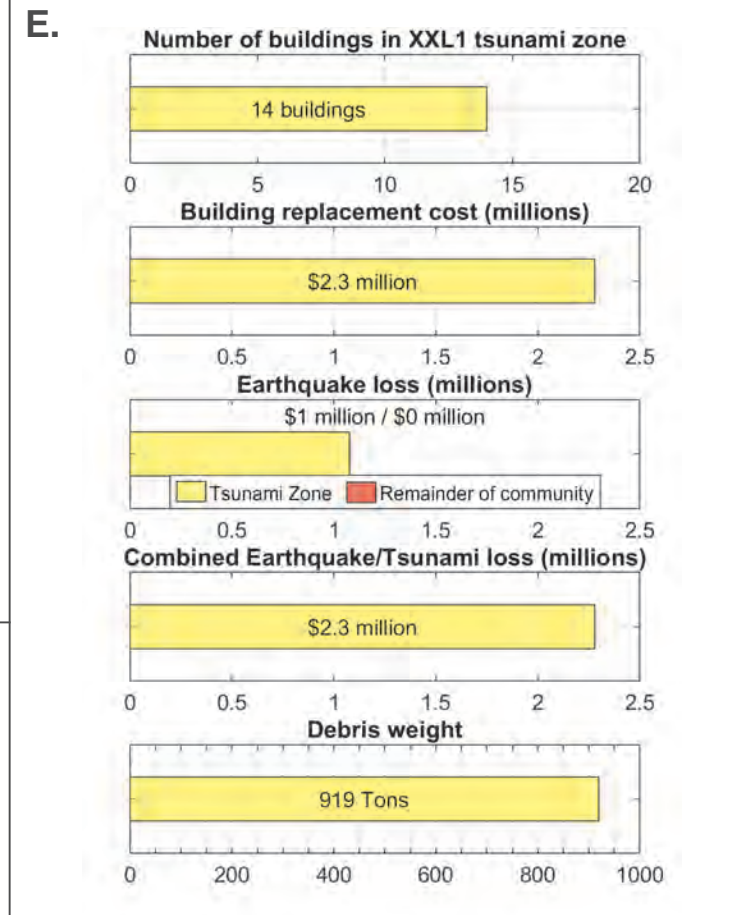 E.
Number of buildings in XXL1 tsunami zone
14 buildings
0 5 10 15 20
Building replacement cost (millions)
$2.3 million
0 0.5 1 1.5 2 2.5
Earthquake loss (millions)
$1 million / $0 million
Tsunami Zone Remainder of community
0 0.5 1 1.5 2 2.5
Combined Earthquake/Tsunami loss (millions)
$2.3 million
0 0.5 1 1.5 2 2.5
Debris weight
919 Tons
0 200 400 600 800 1000